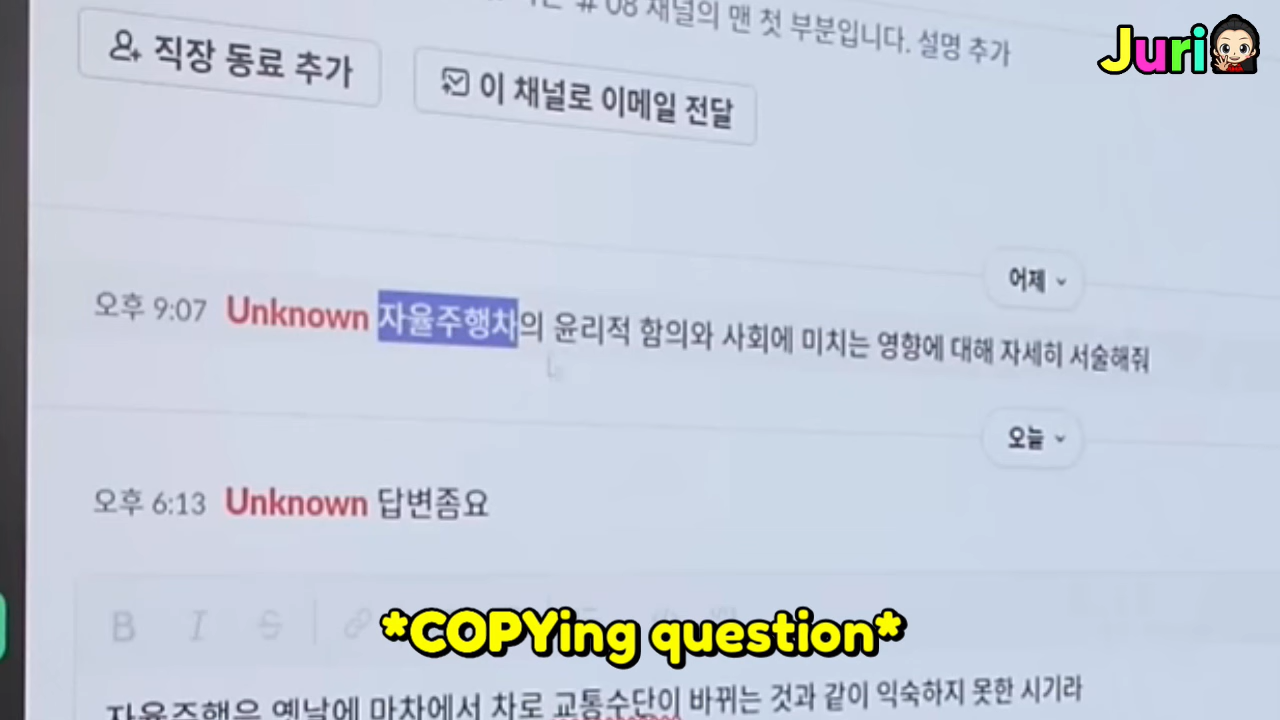 # 08 채널의 맨 첫 부분입니다. 설명 추가
Juri
직장 동료 추가
이 채널로 이메일 전달
어제
오후 9:07 Unknown 자율주행차의 윤리적 함의와 사회에 미치는 영향에 대해 자세히 서술해줘
오늘
오후 6:13 Unknown 답변좀요
B I S
*COPYing question*
자율주행은 옛날에 마차에서 차로 교통수단이 바뀌는 것과 같이 익숙하지 못한 시기라